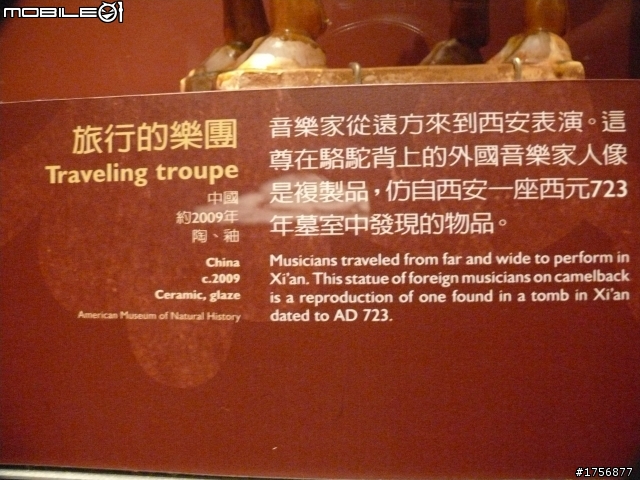 MOBILE01
旅行的樂團
Traveling troupe
中國
約2009年
陶、釉
China
c.2009
Ceramic, glaze
American Museum of Natural History
音樂家從遠方來到西安表演。這
尊在駱駝背上的外國音樂家人像
是複製品，仿自西安一座西元723
年墓室中發現的物品。
Musicians traveled from far and wide to perform in
Xi'an. This statue of foreign musicians on camelback
is a reproduction of one found in a tomb in Xi'an
dated to AD 723.
#1756877